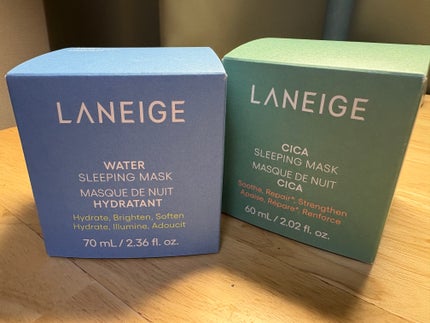 LANEIGE
WATER
SLEEPING MASK
MASQUE DE NUIT
HYDRATANT
Hydrate, Brighten, Soften
Hydrate, Illumine, Adoucit
70 mL / 2.36 fl. oz.
LANEIGE
CICA
SLEEPING MASK
MASQUE DE NUIT
CICA
Soothe, Repair*, Strengthen
Apaise, Répare*, Renforce
60 mL / 2.02 fl. oz.